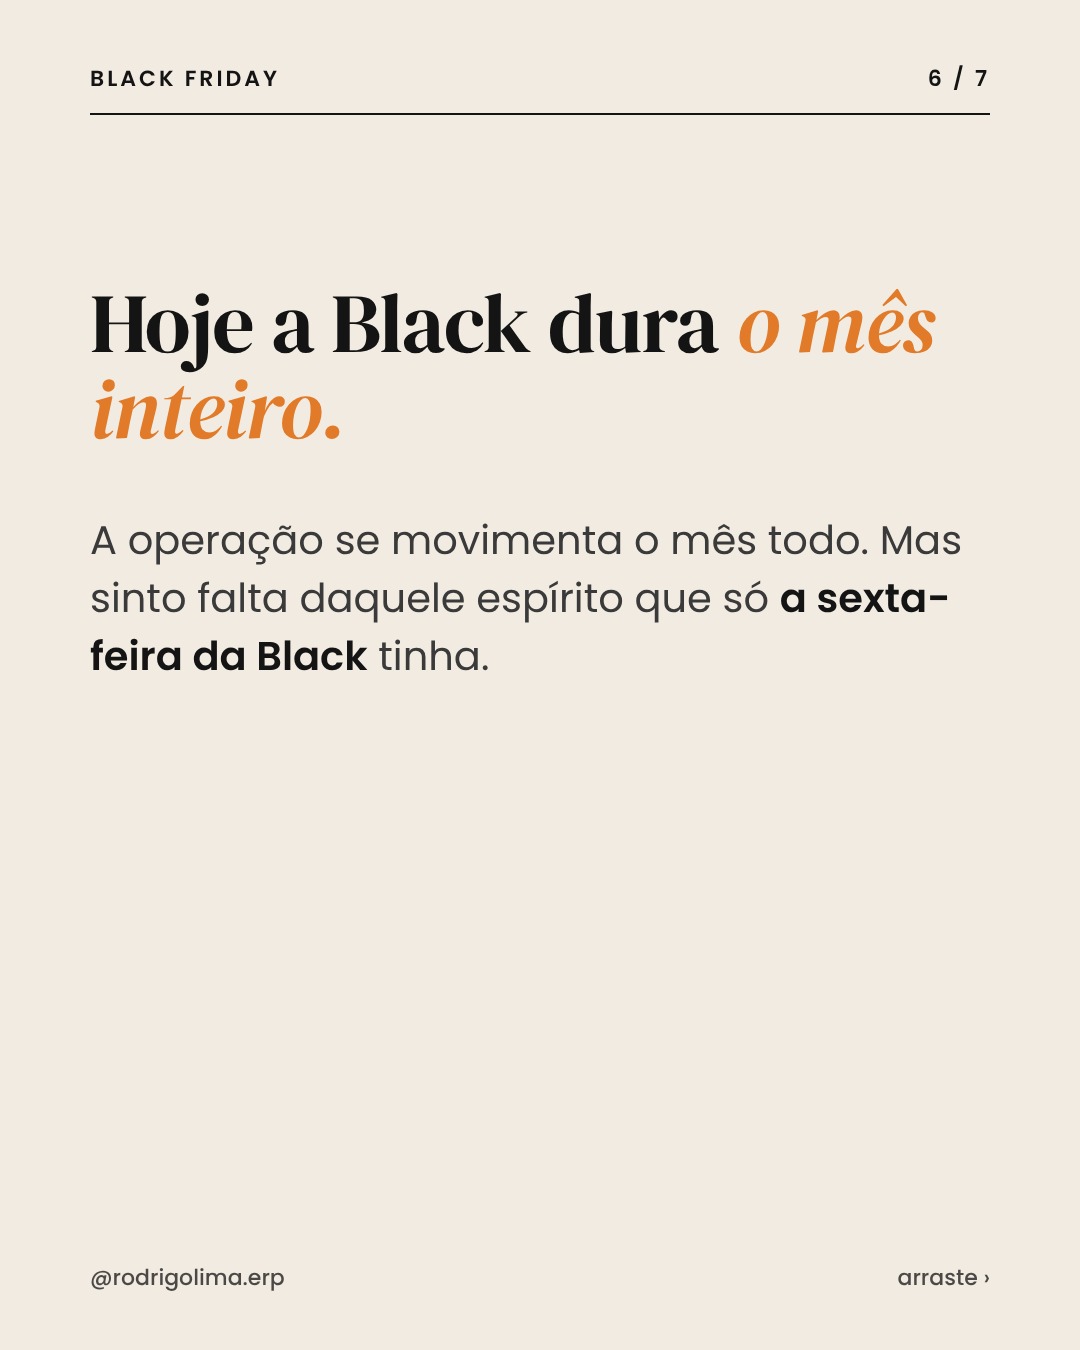 BLACK FRIDAY
6 / 7
Hoje a Black dura o mês
inteiro.
A operação se movimenta o mês todo. Mas
sinto falta daquele espírito que só a sexta-
feira da Black tinha.
@rodrigolima.erp
arraste ›